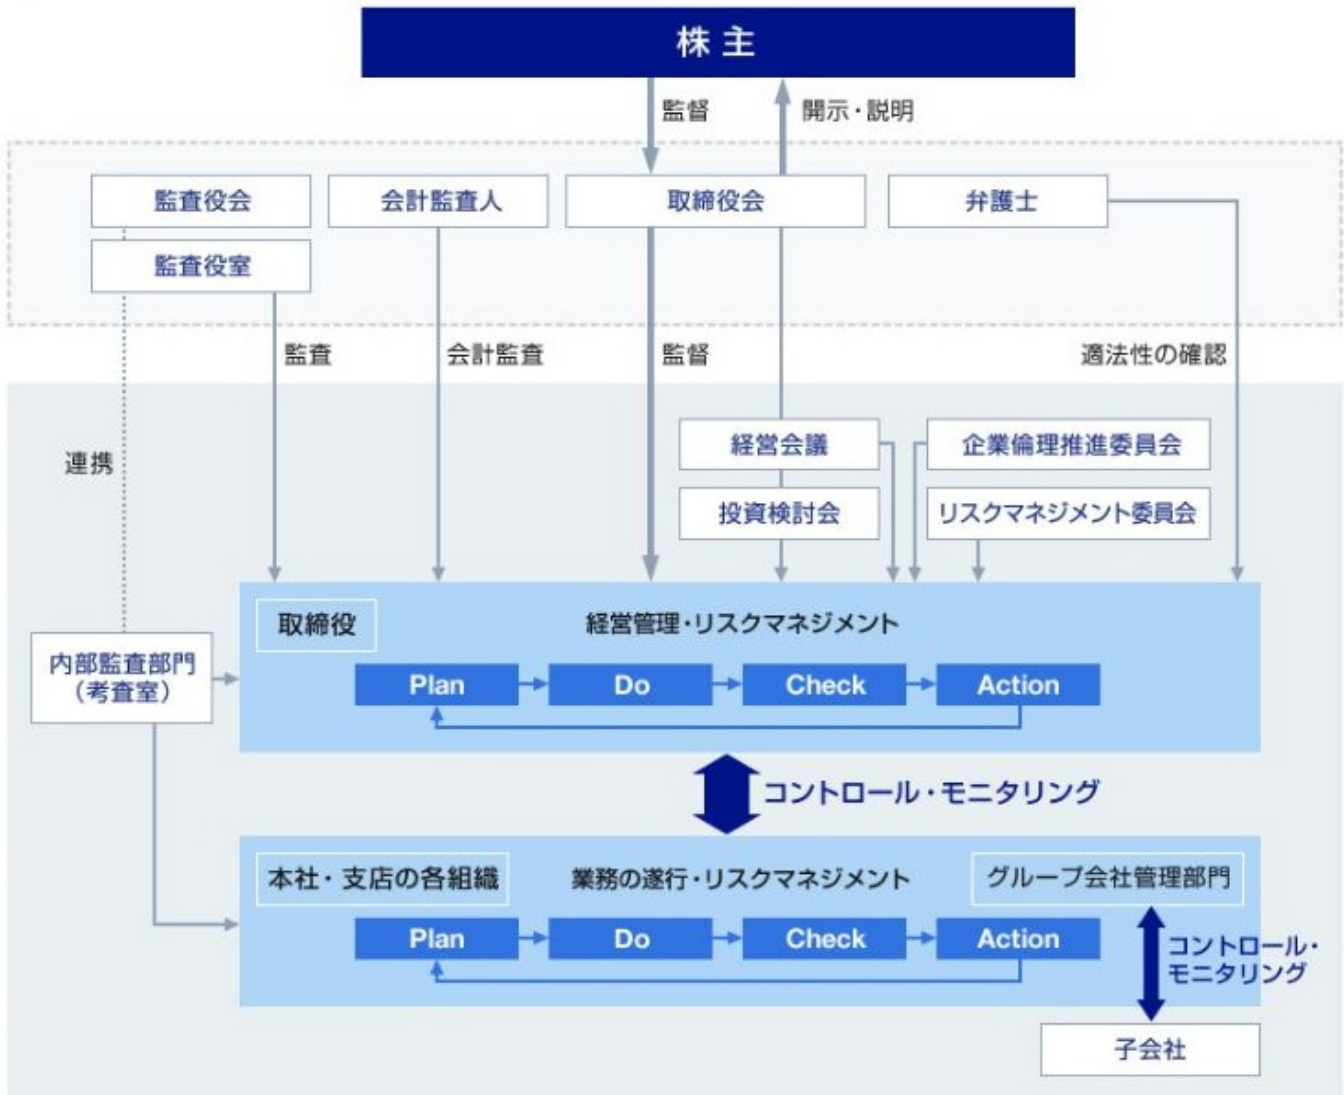 株主
監督
開示・説明
監査役会
会計監査人
取締役会
弁護士
監査役室
監査
会計監査
監督
適法性の確認
連携
経営会議
企業倫理推進委員会
投資検討会
リスクマネジメント委員会
取締役
経営管理・リスクマネジメント
内部監査部門
（考査室）
Plan
Do
Check
Action
コントロール・モニタリング
本社・支店の各組織
業務の遂行・リスクマネジメント
グループ会社管理部門
Plan
Do
Check
Action
コントロール・
モニタリング
子会社